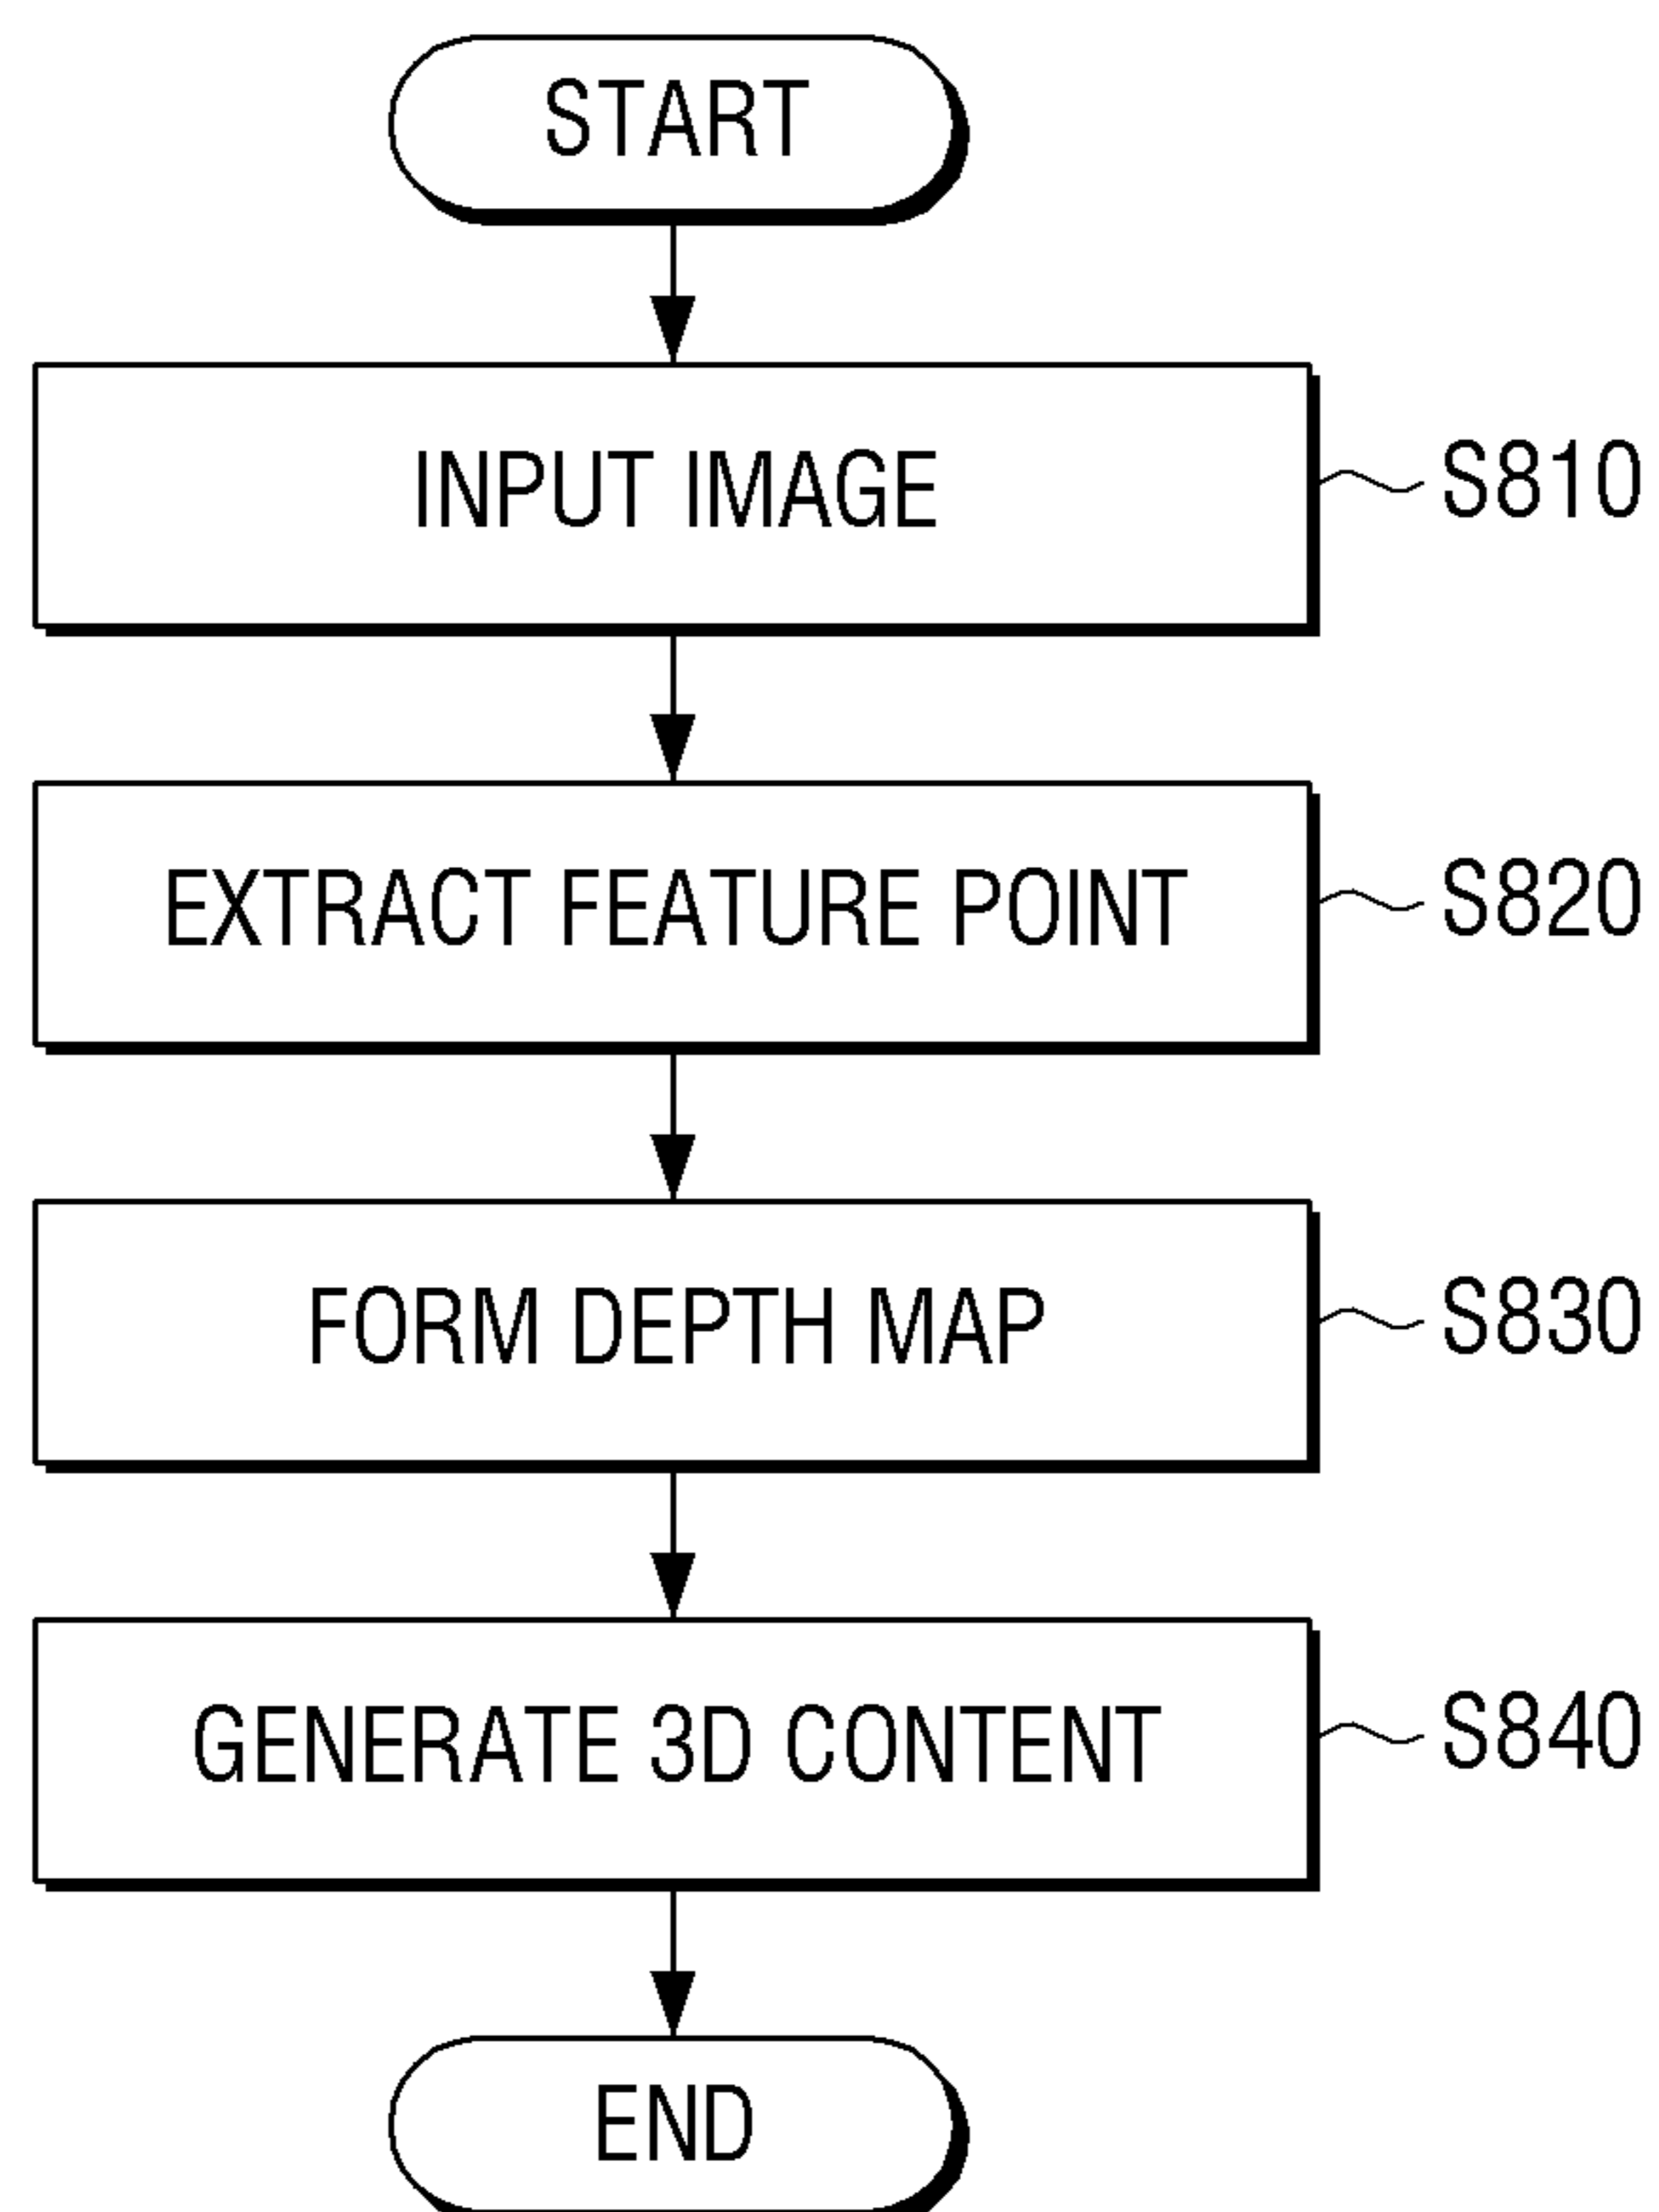 START
INPUT IMAGE
S810
EXTRACT FEATURE POINT
S820
FORM DEPTH MAP
S830
GENERATE 3D CONTENT
S840
END